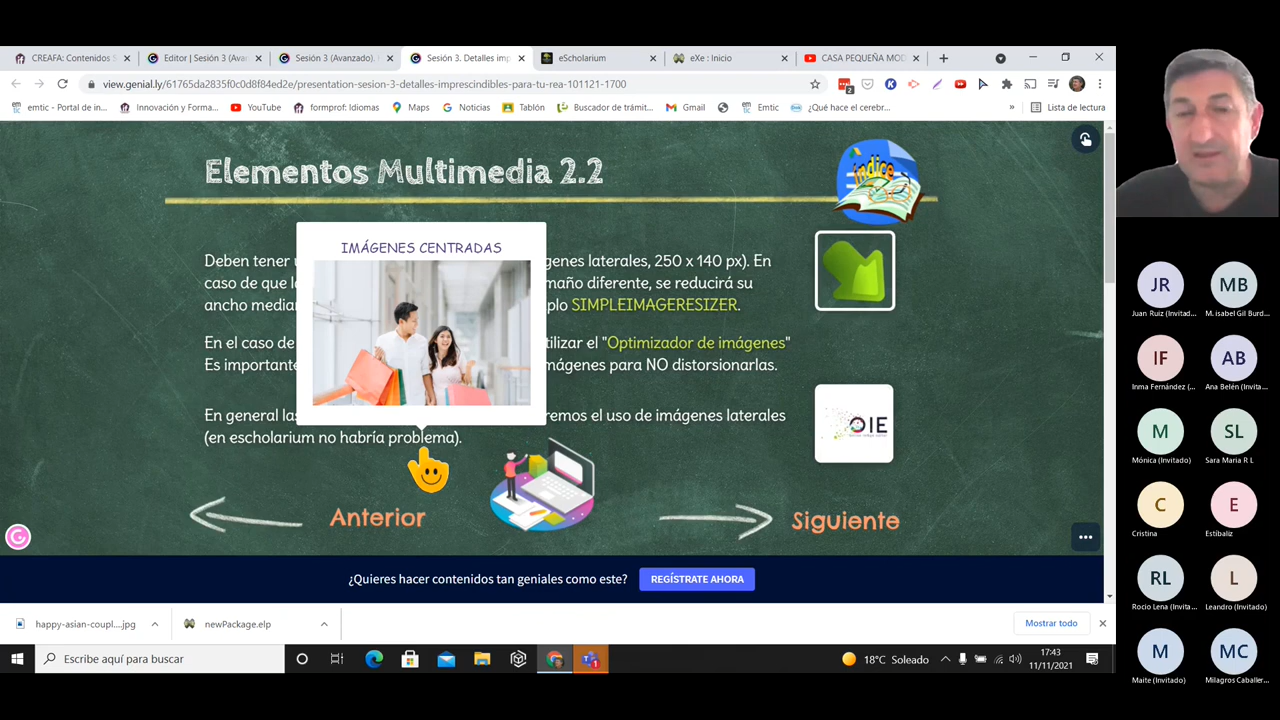 CREAFA: Contenidos S
Editor | Sesión 3 (Ava
Sesión 3 (Avanzado).
Sesión 3. Detalles imp
eScholarium
eXe : Inicio
CASA PEQUEÑA MOD
view.genial.ly/61765da2835f0c0d8f84ed2e/presentation-sesion-3-detalles-imprescindibles-para-tu-rea-101121-1700
2
emtic - Portal de in...
Innovación y Forma...
YouTube
formprof: Idiomas
Maps
Noticias
Tablón
Buscador de trámit...
Gmail
Emtic
¿Qué hace el cerebr...
»
Lista de lectura
Elementos Multimedia 2.2
índice
IMÁGENES CENTRADAS
Deben tener
genes laterales, 250 x 140 px). En
caso de que l
maño diferente, se reducirá su
ancho median
plo SIMPLEIMAGERESIZER.
En el caso de
tilizar el "Optimizador de imágenes"
Es importante
mágenes para NO distorsionarlas.
En general las
remos el uso de imágenes laterales
(en escholarium no habría problema).
OIE
Anterior
Siguiente
¿Quieres hacer contenidos tan geniales como este?
REGÍSTRATE AHORA
happy-asian-coupl....jpg
newPackage.elp
Mostrar todo
Escribe aquí para buscar
18°C Soleado
17:43
11/11/2021
JR
MB
Juan Ruiz (Invitad...
M. isabel Gil Burd...
IF
AB
Inma Fernández (...
Ana Belén (Invita...
M
SL
Mónica (Invitado)
Sara Maria R L
C
E
Cristina
Estíbaliz
RL
L
Rocio Lena (Invita...
Leandro (Invitado)
M
MC
Maite (Invitado)
Milagros Caballer...